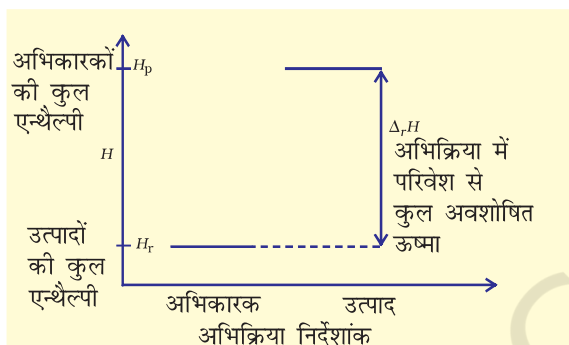 अभिकारकों
की कुल
एन्थैल्पी
Hp
H
ΔrH
अभिक्रिया में
परिवेश से
कुल अवशोषित
ऊष्मा
उत्पादों
की कुल
एन्थैल्पी
Hr
अभिकारक
उत्पाद
अभिक्रिया निर्देशांक